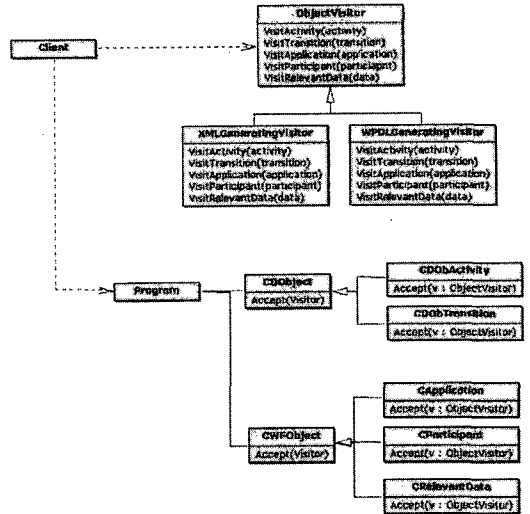 ObjectVisitor
VisitActivity(activity)
VisitTransition(transition)
VisitApplication(application)
VisitParticipant(particiapnt)
VisitRelevantData(data)
Client
XMLGeneratingVisitor
VisitActivity(activity)
VisitTransition(transition)
VisitApplication(application)
VisitParticipant(participant)
VisitRelevantData(data)
WPDLGeneratingVisitor
VisitActivity(activity)
VisitTransition(transition)
VisitApplication(application)
VisitParticipant(participant)
VisitRelevantData(data)
Program
CDObject
Accept(Visitor)
CDObActivity
Accept(v : ObjectVisitor)
CDObTransition
Accept(v : ObjectVisitor)
CApplication
Accept(v : ObjectVisitor)
CWFObject
Accept(Visitor)
CParticipant
Accept(v : ObjectVisitor)
CRelevantData
Accept(v : ObjectVisitor)